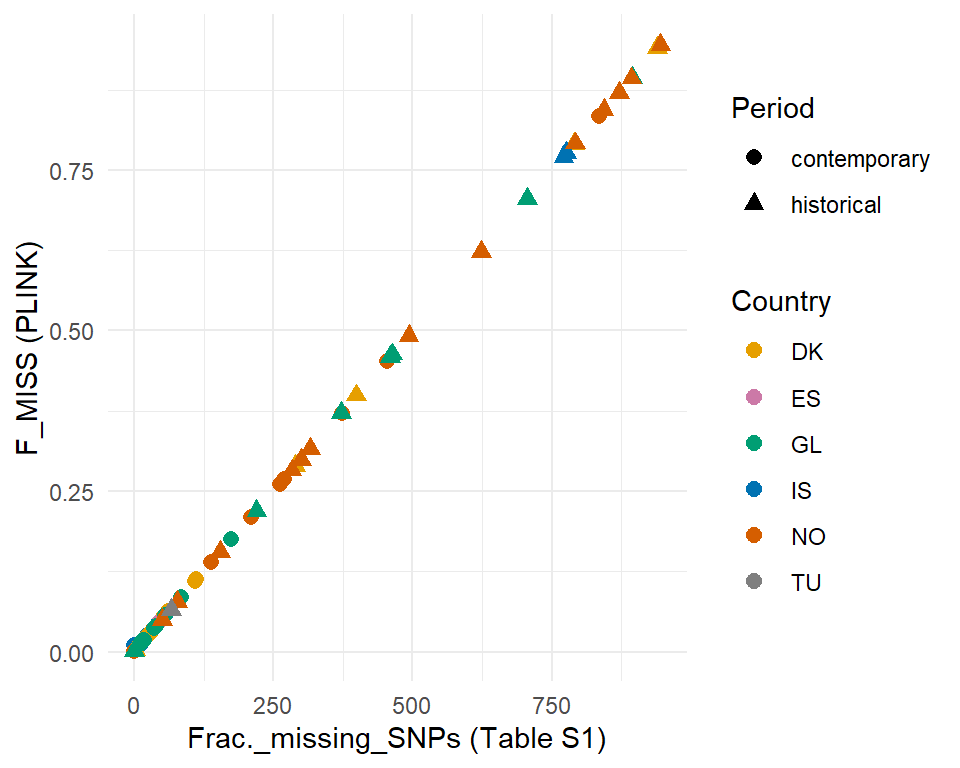 Period
contemporary
historical
Country
DK
ES
GL
IS
NO
TU
F_MISS (PLINK)
0.75
0.50
0.25
0.00
0 250 500 750
Frac._missing_SNPs (Table S1)